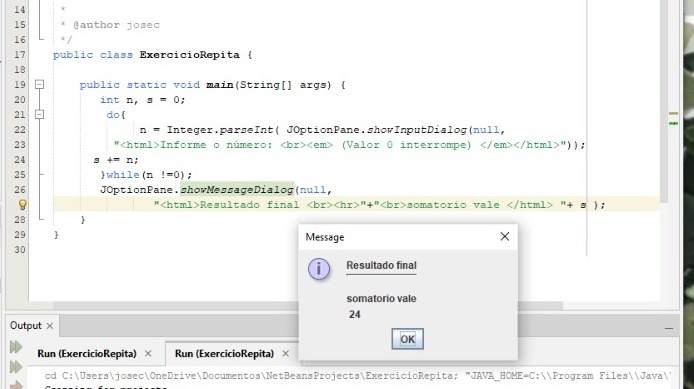 14 *
15 * @author josec
16 */
17 public class ExercicioRepita {
18
19 public static void main(String[] args) {
20 int n, s = 0;
21 do{
22 n = Integer.parseInt( JOptionPane.showInputDialog(null,
23 "<html>Informe o número: <br><em> (Valor 0 interrompe) </em></html>"));
24 s += n;
25 }while(n !=0);
26 JOptionPane.showMessageDialog(null,
"<html>Resultado final <br><hr>"+"<br>somatorio vale </html> "+ s );
28 }
29 }
30
Message
Resultado final
somatorio vale
24
OK
Output
Run (ExercicioRepita) Run (ExercicioRepita)
cd C:\Users\josec\OneDrive\Documentos\NetBeansProjects\ExercicioRepita; "JAVA_HOME=C:\\Program Files\\Java\\